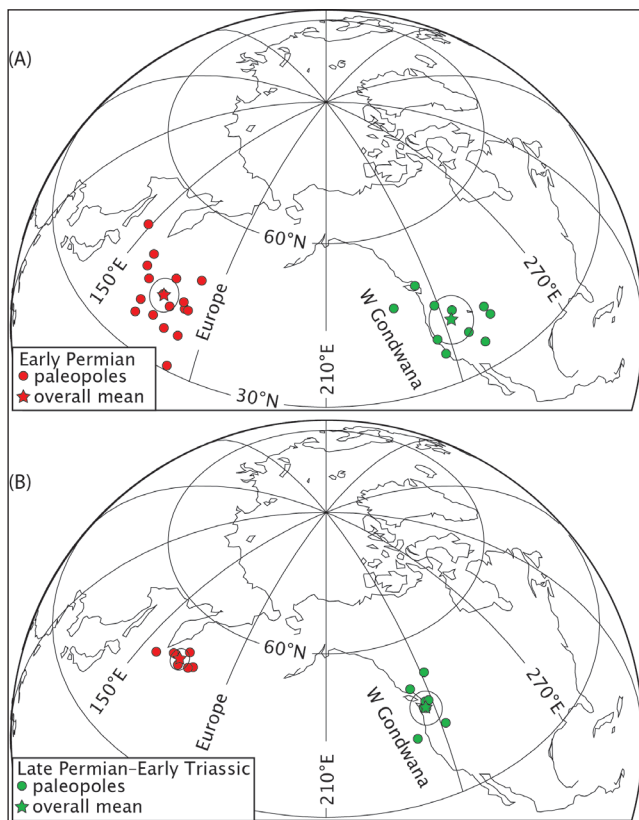 (A)
60°N
150°E
270°E
Europe
W Gondwana
210°E
30°N
Early Permian
paleopoles
overall mean
(B)
60°N
150°E
270°E
Europe
W Gondwana
210°E
Late Permian–Early Triassic
paleopoles
overall mean